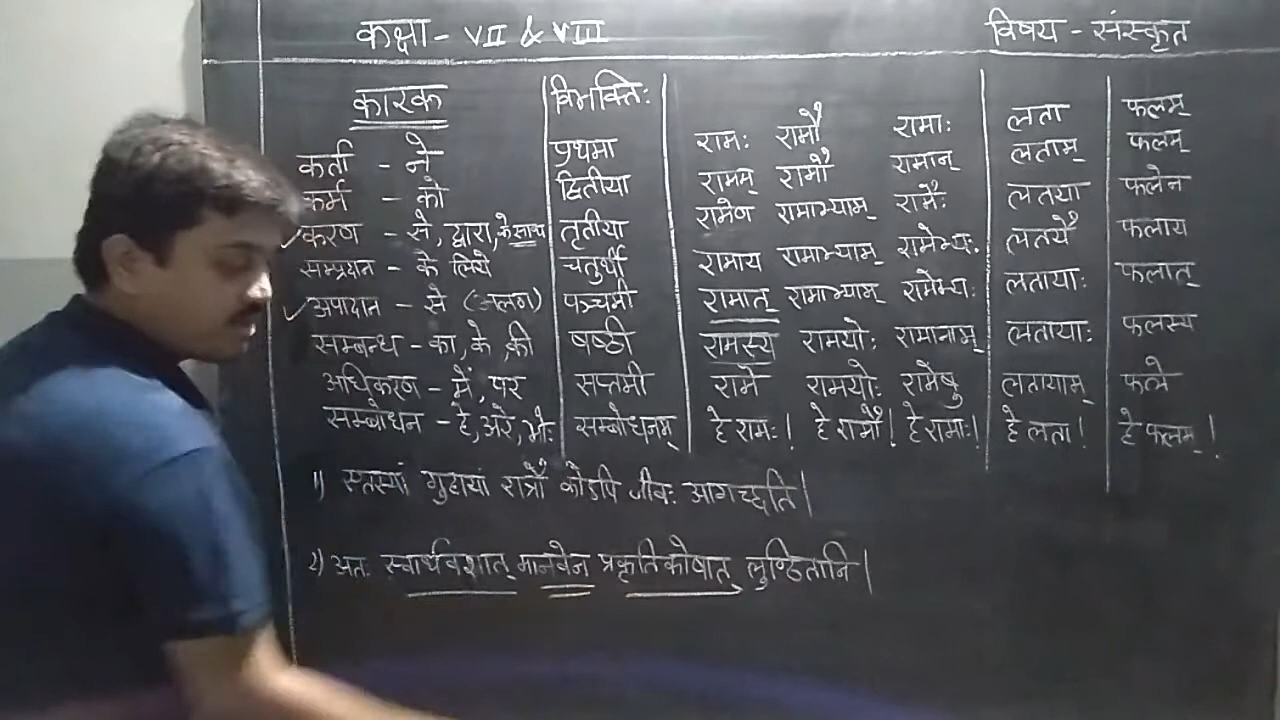 कक्षा - VII & VIII विषय - संस्कृत
कारक विभक्तिः
कर्ता - ने प्रथमा रामः रामौ रामाः लता फलम्
कर्म - को द्वितीया रामम् रामौ रामान् लताम् फलम्
करण - से, द्वारा, के साथ तृतीया रामेण रामाभ्याम् रामैः लतया फलेन
सम्प्रदान - के लिये चतुर्थी रामाय रामाभ्याम् रामेभ्यः लतायै फलाय
अपादान - से (अलग) पञ्चमी रामात् रामाभ्याम् रामेभ्यः लतायाः फलात्
सम्बन्ध - का, के, की षष्ठी रामस्य रामयोः रामानाम् लतायाः फलस्य
अधिकरण - में, पर सप्तमी रामे रामयोः रामेषु लतायाम् फले
सम्बोधन - हे, अरे, भोः सम्बोधनम् हे रामः! हे रामौ! हे रामाः! हे लता! हे फलम्!
1) एतस्यां गुहायां रात्रौ कोऽपि जीवः आगच्छति।
2) अतः स्वार्थवशात् मानवेन प्रकृतिकोषात् लुण्ठितानि।